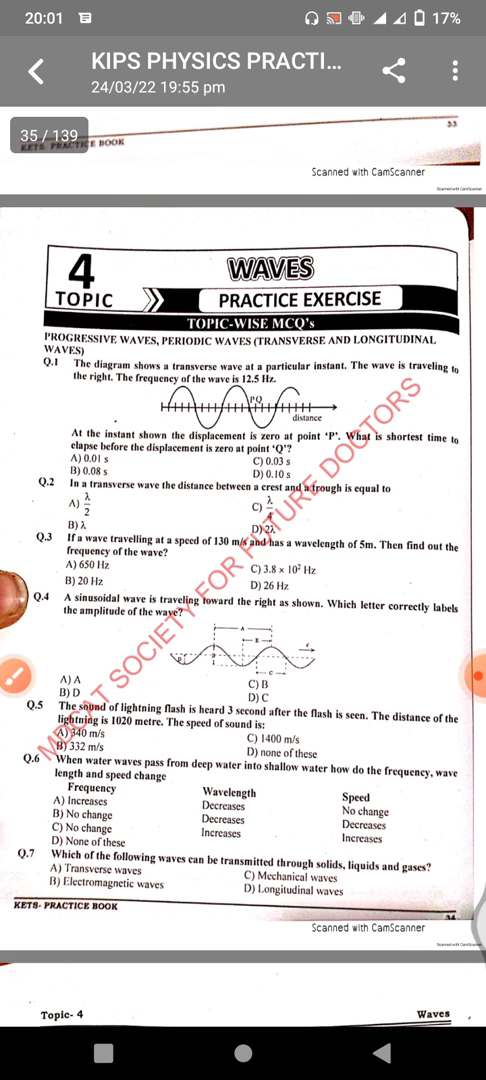 20:01
17%
KIPS PHYSICS PRACTI...
24/03/22 19:55 pm
35 / 139
33
KETS- PRACTICE BOOK
Scanned with CamScanner
Scanned with CamScanner
4
TOPIC
WAVES
PRACTICE EXERCISE
TOPIC-WISE MCQ's
PROGRESSIVE WAVES, PERIODIC WAVES (TRANSVERSE AND LONGITUDINAL
WAVES)
Q.1 The diagram shows a transverse wave at a particular instant. The wave is traveling to
the right. The frequency of the wave is 12.5 Hz.
P Q
distance
At the instant shown the displacement is zero at point ‘P’. What is shortest time to
elapse before the displacement is zero at point ‘Q’?
A) 0.01 s C) 0.03 s
B) 0.08 s D) 0.10 s
Q.2 In a transverse wave the distance between a crest and a trough is equal to
A) λ/2 C) λ/4
B) λ D) 2λ
Q.3 If a wave travelling at a speed of 130 m/s and has a wavelength of 5m. Then find out the
frequency of the wave?
A) 650 Hz C) 3.8 × 10² Hz
B) 20 Hz D) 26 Hz
Q.4 A sinusoidal wave is traveling toward the right as shown. Which letter correctly labels
the amplitude of the wave?
A
E
B
D
C
A) A C) B
B) D D) C
Q.5 The sound of lightning flash is heard 3 second after the flash is seen. The distance of the
lightning is 1020 metre. The speed of sound is:
A) 340 m/s C) 1400 m/s
B) 332 m/s D) none of these
Q.6 When water waves pass from deep water into shallow water how do the frequency, wave
length and speed change
Frequency Wavelength Speed
A) Increases Decreases No change
B) No change Decreases Decreases
C) No change Increases Increases
D) None of these
Q.7 Which of the following waves can be transmitted through solids, liquids and gases?
A) Transverse waves C) Mechanical waves
B) Electromagnetic waves D) Longitudinal waves
MDCAT SOCIETY FOR FUTURE DOCTORS
KETS- PRACTICE BOOK 34
Scanned with CamScanner
Scanned with CamScanner
Topic- 4 Waves